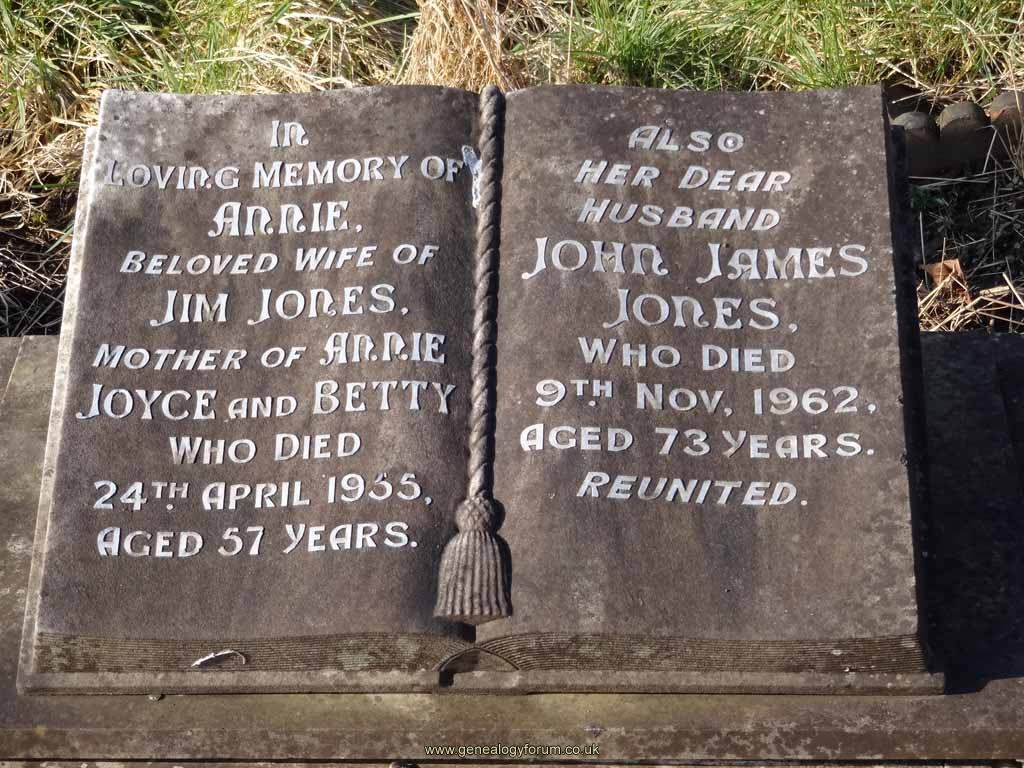 IN
LOVING MEMORY OF
ANNIE,
BELOVED WIFE OF
JIM JONES,
MOTHER OF ANNIE
JOYCE AND BETTY
WHO DIED
24TH. APRIL 1955,
AGED 57 YEARS.
ALSO
HER DEAR
HUSBAND
JOHN JAMES
JONES,
WHO DIED
9TH. NOV, 1962,
AGED 73 YEARS.
REUNITED.
www.genealogyforum.co.uk